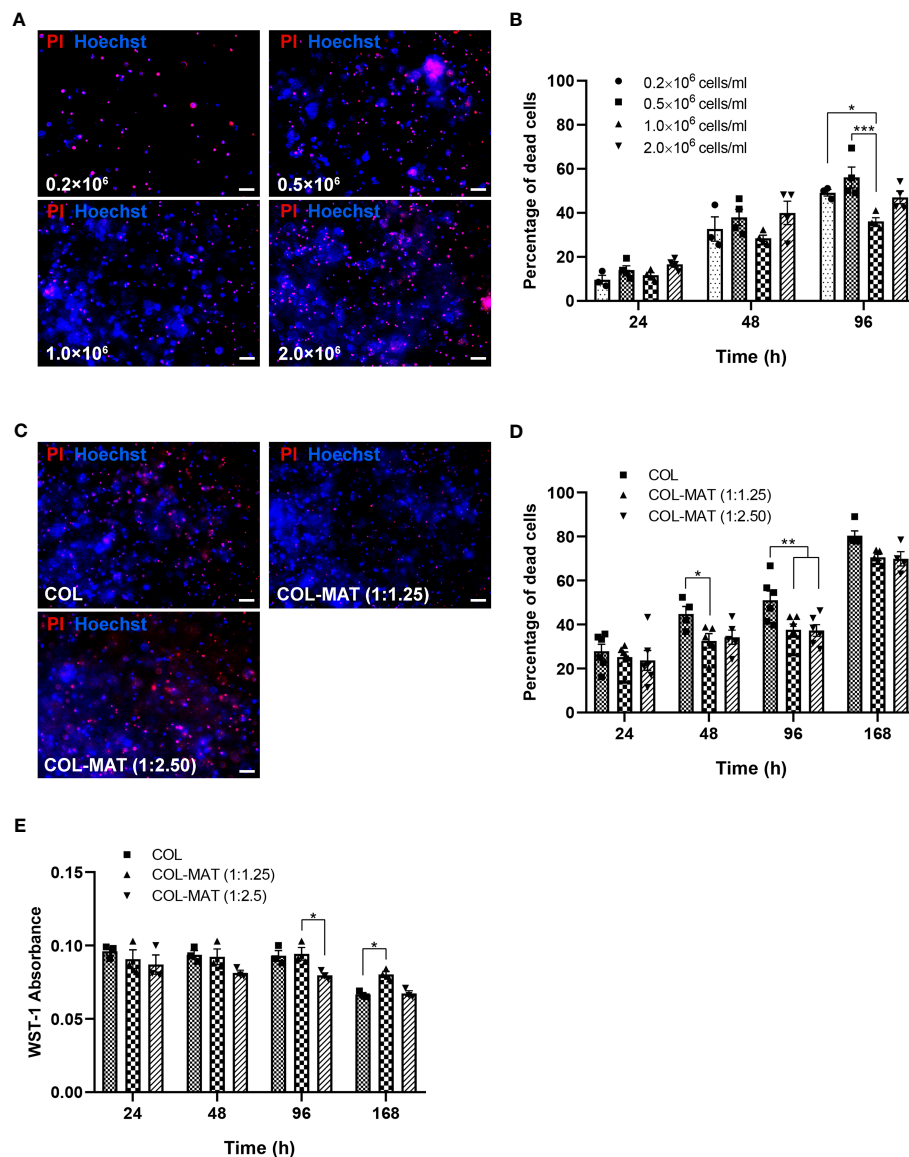 A
PI Hoechst
PI Hoechst
0.2×10⁶
0.5×10⁶
PI Hoechst
PI Hoechst
1.0×10⁶
2.0×10⁶
B
100
80
60
40
20
0
Percentage of dead cells
0.2×10⁶ cells/ml
0.5×10⁶ cells/ml
1.0×10⁶ cells/ml
2.0×10⁶ cells/ml
*
***
24 48 96
Time (h)
C
PI Hoechst
PI Hoechst
COL
COL-MAT (1:1.25)
PI Hoechst
COL-MAT (1:2.50)
D
COL
COL-MAT (1:1.25)
COL-MAT (1:2.50)
100
80
60
40
20
0
Percentage of dead cells
*
**
24 48 96 168
Time (h)
E
COL
COL-MAT (1:1.25)
COL-MAT (1:2.5)
0.15
0.10
0.05
0.00
WST-1 Absorbance
*
*
24 48 96 168
Time (h)